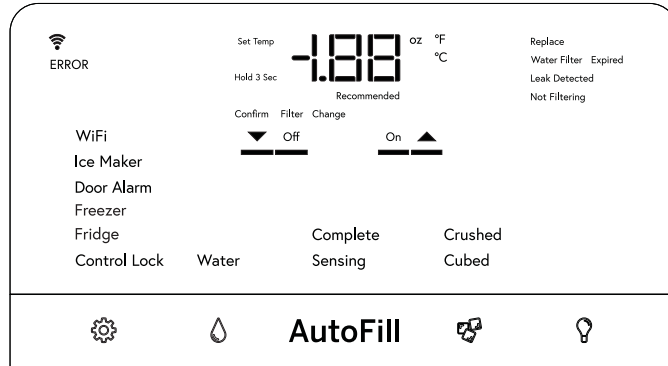 Set Temp -1.88 oz °F
°C
ERROR
Hold 3 Sec
Recommended
Replace
Water Filter Expired
Leak Detected
Not Filtering
Confirm Filter Change
Off On
WiFi
Ice Maker
Door Alarm
Freezer
Fridge Complete Crushed
Control Lock Water Sensing Cubed
AutoFill